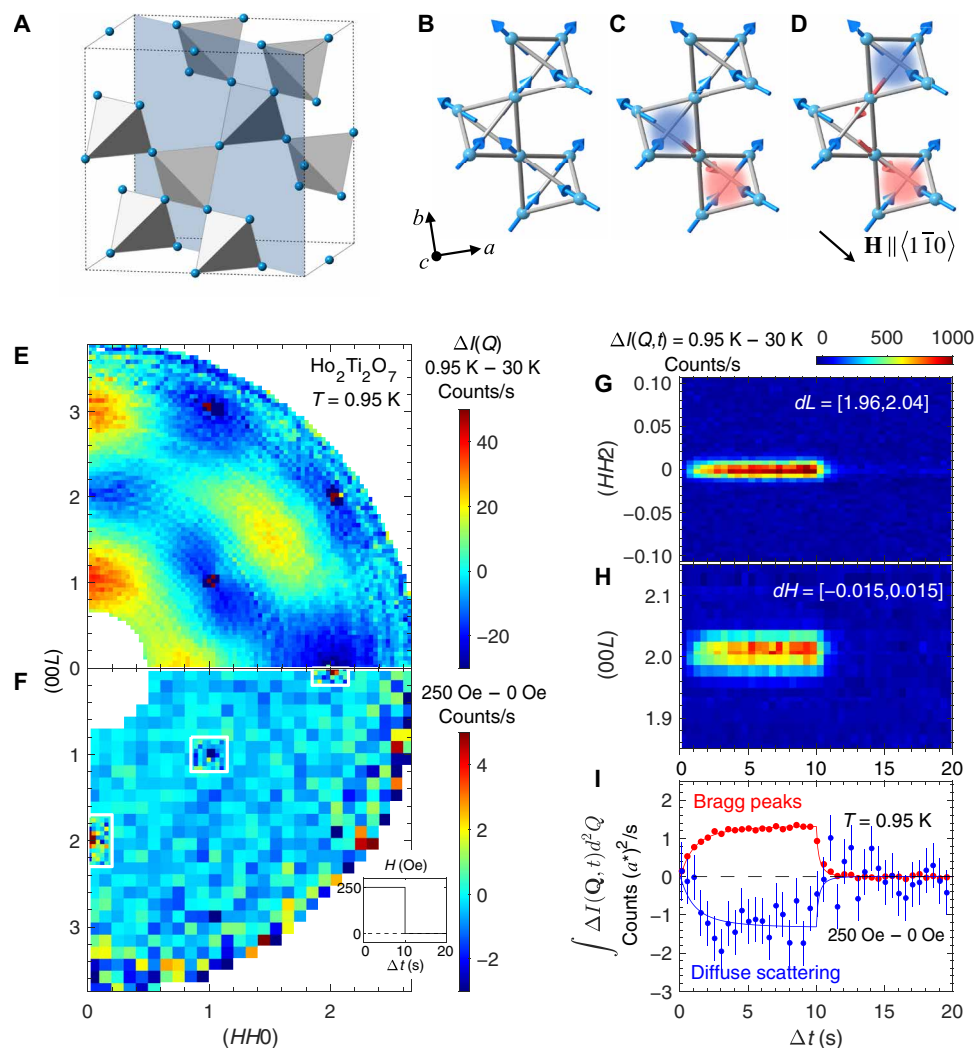 A
B
C
D
b
a
c
H || ⟨11̄0⟩
E
Ho2Ti2O7
T = 0.95 K
ΔI(Q)
0.95 K − 30 K
Counts/s
40
20
0
−20
3
2
1
0
(00L)
F
250 Oe − 0 Oe
Counts/s
4
2
0
−2
1
2
3
H (Oe)
250
0
0 10 20
Δt (s)
0 1 2
(HH0)
ΔI(Q,t) = 0.95 K − 30 K
Counts/s
0 500 1000
G
dL = [1.96,2.04]
0.10
0.05
0
−0.05
−0.10
(HH2)
H
dH = [−0.015,0.015]
2.1
2.0
1.9
(00L)
0 5 10 15 20
I
Bragg peaks
T = 0.95 K
250 Oe − 0 Oe
Diffuse scattering
2
1
0
−1
−2
−3
∫ ΔI(Q, t)d²Q
Counts (a*)²/s
0 5 10 15 20
Δt (s)